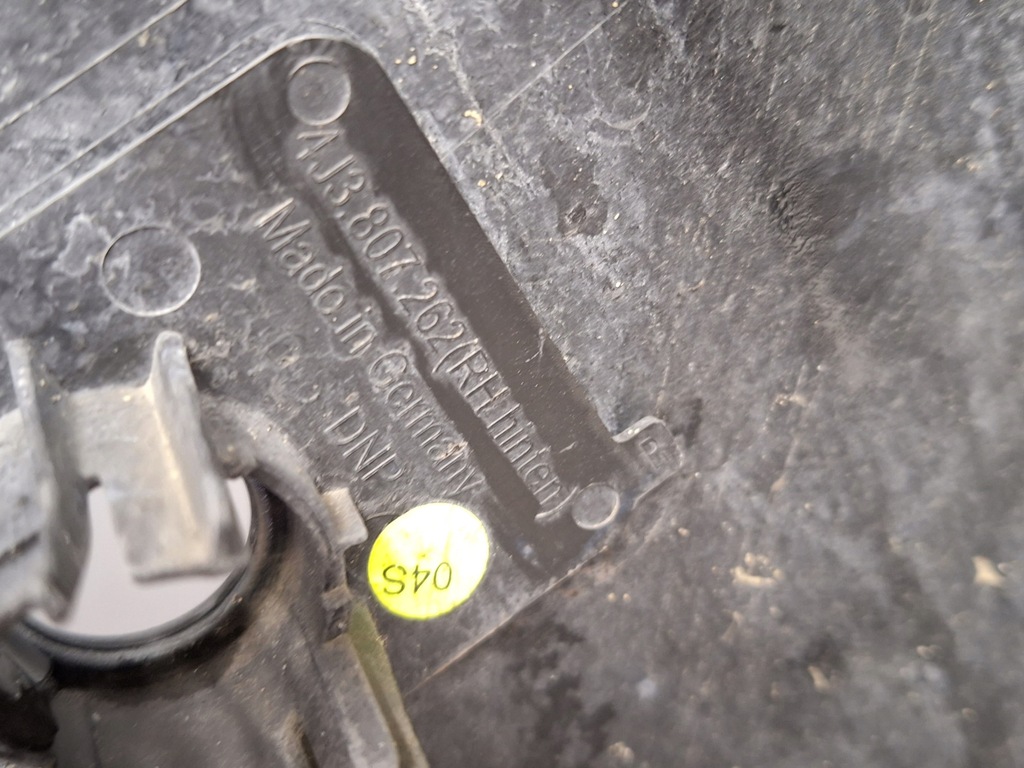 4J3.807.262(RH hinten)
Made.in Germany
DNP
04S